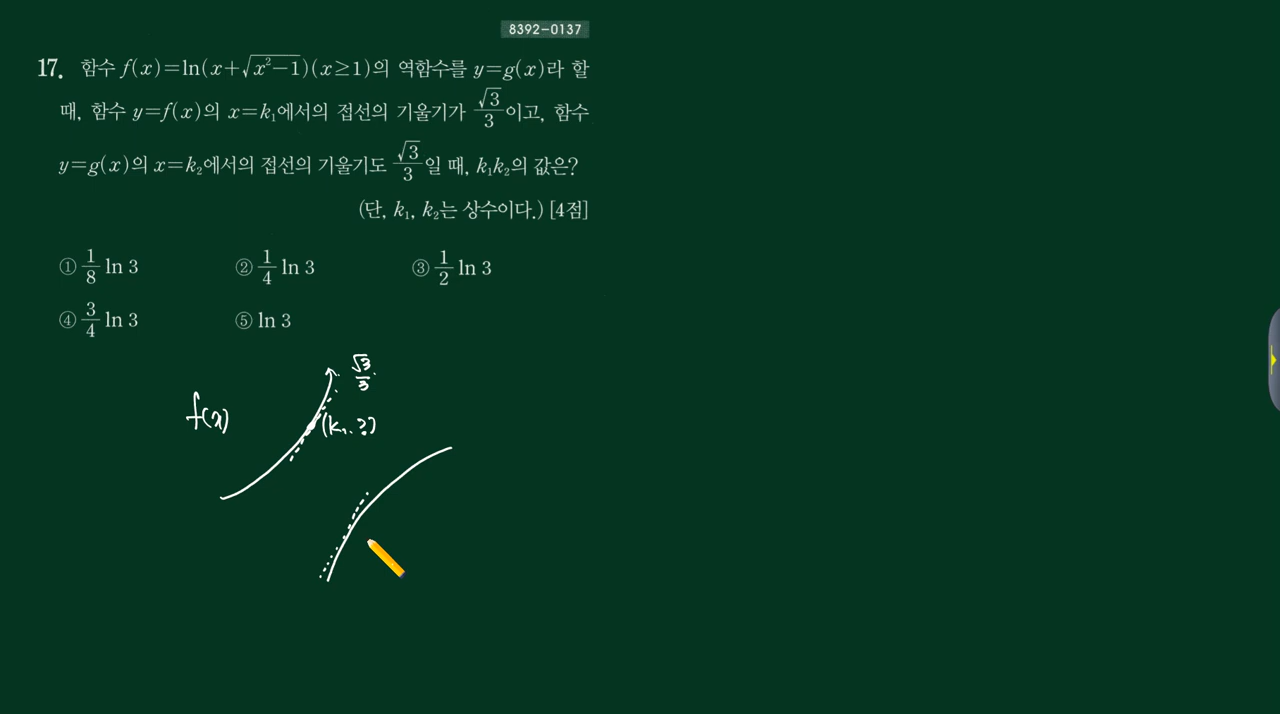 8392-0137
17. 함수 f(x)=ln(x+√(x²-1))(x≥1)의 역함수를 y=g(x)라 할
때, 함수 y=f(x)의 x=k₁에서의 접선의 기울기가 √3/3이고, 함수
y=g(x)의 x=k₂에서의 접선의 기울기도 √3/3일 때, k₁k₂의 값은?
(단, k₁, k₂는 상수이다.) [4점]
① 1/8 ln 3 ② 1/4 ln 3 ③ 1/2 ln 3
④ 3/4 ln 3 ⑤ ln 3
√3/3
f(x)
(k₁, ?)